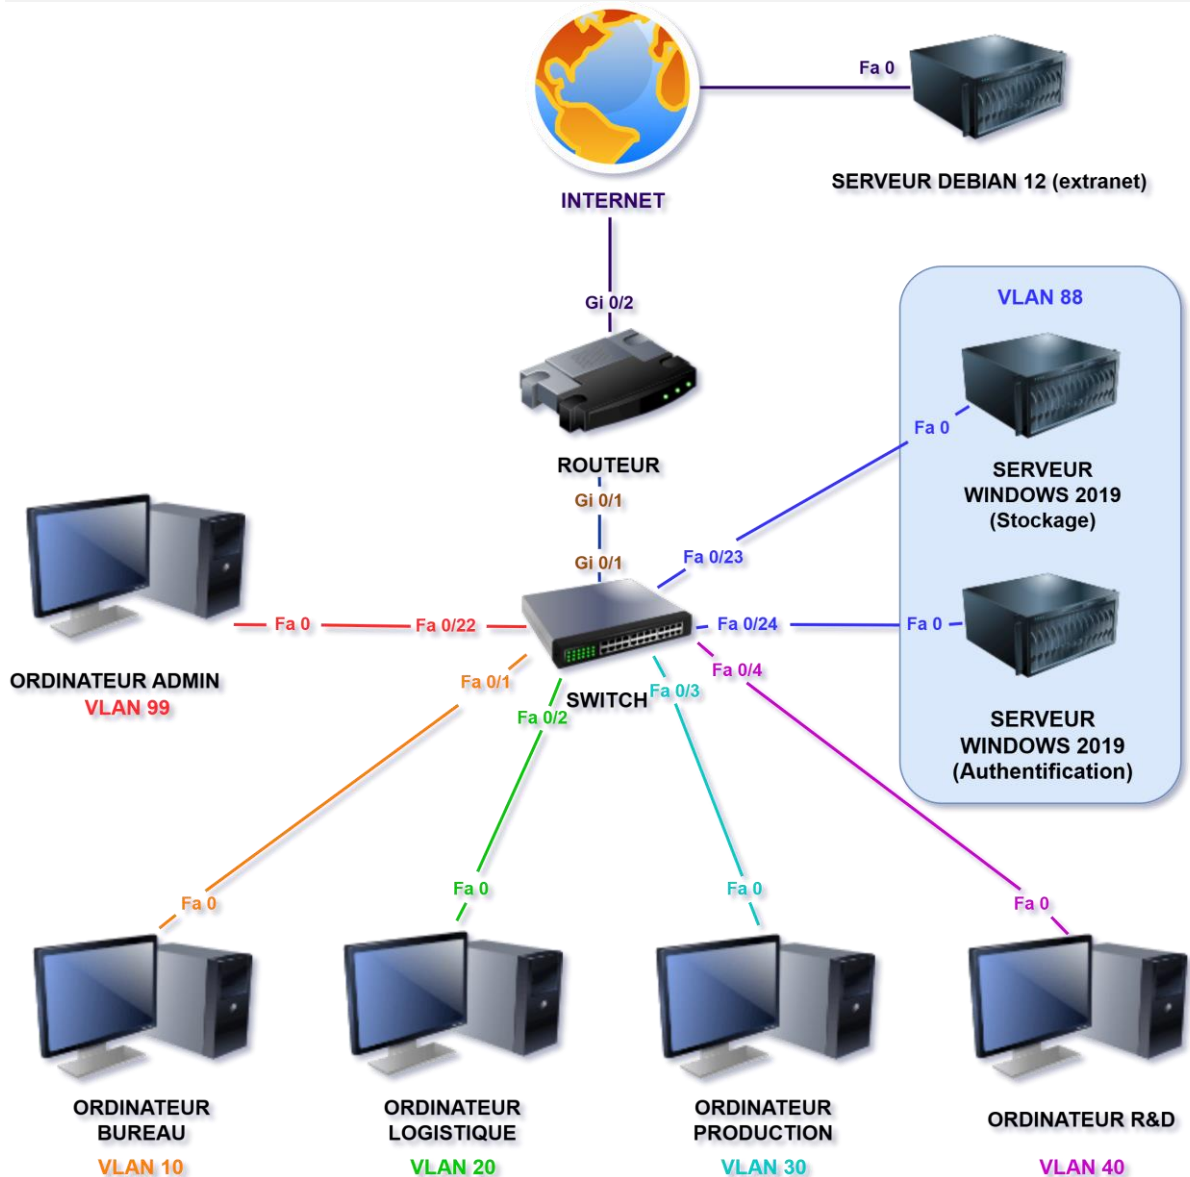 Fa 0
SERVEUR DEBIAN 12 (extranet)
INTERNET
Gi 0/2
VLAN 88
Fa 0
ROUTEUR
SERVEUR
WINDOWS 2019
(Stockage)
Gi 0/1
Gi 0/1
Fa 0/23
Fa 0
Fa 0/22
Fa 0/24
Fa 0
ORDINATEUR ADMIN
VLAN 99
Fa 0/1
Fa 0/2
SWITCH
Fa 0/3
Fa 0/4
SERVEUR
WINDOWS 2019
(Authentification)
Fa 0
Fa 0
Fa 0
Fa 0
ORDINATEUR
BUREAU
VLAN 10
ORDINATEUR
LOGISTIQUE
VLAN 20
ORDINATEUR
PRODUCTION
VLAN 30
ORDINATEUR R&D
VLAN 40